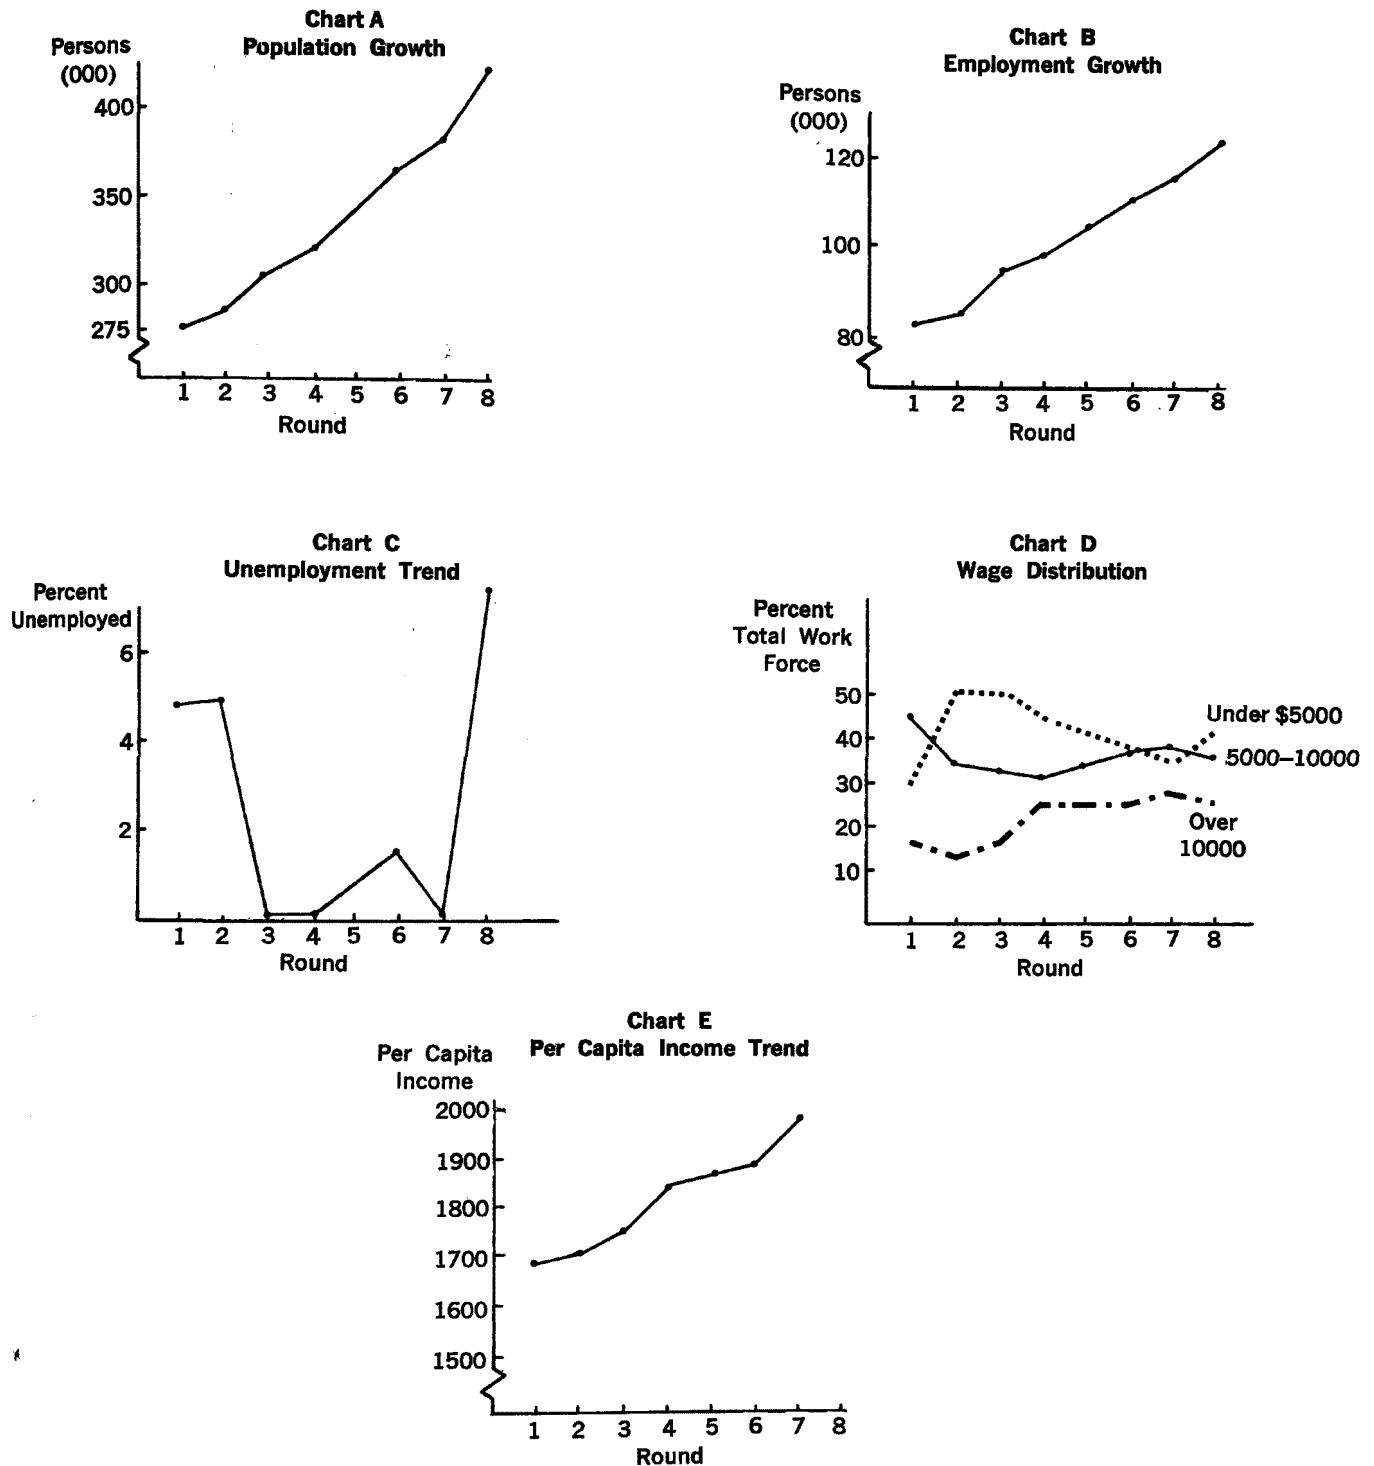 Chart A
Population Growth
Persons
(000)
400
350
300
275
1 2 3 4 5 6 7 8
Round
Chart B
Employment Growth
Persons
(000)
120
100
80
1 2 3 4 5 6 7 8
Round
Chart C
Unemployment Trend
Percent
Unemployed
6
4
2
1 2 3 4 5 6 7 8
Round
Chart D
Wage Distribution
Percent
Total Work
Force
50
40
30
20
10
Under $5000
5000–10000
Over
10000
1 2 3 4 5 6 7 8
Round
Chart E
Per Capita Income Trend
Per Capita
Income
2000
1900
1800
1700
1600
1500
1 2 3 4 5 6 7 8
Round